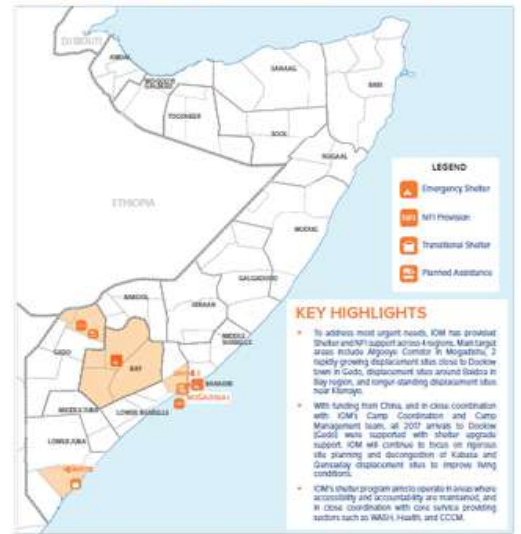 DJIBOUTI
AWDAL
WOQOOYI
GALBEED
SANAAG
BARI
TOGDHEER
SOOL
NUGAAL
ETHIOPIA
MUDUG
GALGADUUD
BAKOOL
HIRAAN
GEDO
BAY
MIDDLE
SHABELLE
BANADIR
MOGADISHU
MIDDLE JUBA
LOWER SHABELLE
LOWER JUBA
LEGEND
Emergency Shelter
NFI
NFI Provision
Transitional Shelter
Planned Assistance
KEY HIGHLIGHTS
• To address most urgent needs, IOM has provided
Shelter and NFI support across 4 regions. Main target
areas include Afgooye Corridor in Mogadishu, 2
rapidly growing displacement sites close to Doolow
town in Gedo, displacement sites around Baidoa in
Bay region, and longer-standing displacement sites
near Kismayo.
• With funding from China, and in close coordination
with IOM's Camp Coordination and Camp
Management team, all 2017 arrivals to Doolow
(Gedo) were supported with shelter upgrade
support. IOM will continue to focus on rigorous
site planning and decongestion of Kabasa and
displacement sites to improve living
conditions.
• IOM's shelter program aims to operate in areas where
accessibility and accountability are maintained, and
in close coordination with core service providing
sectors such as WASH, Health, and CCCM.